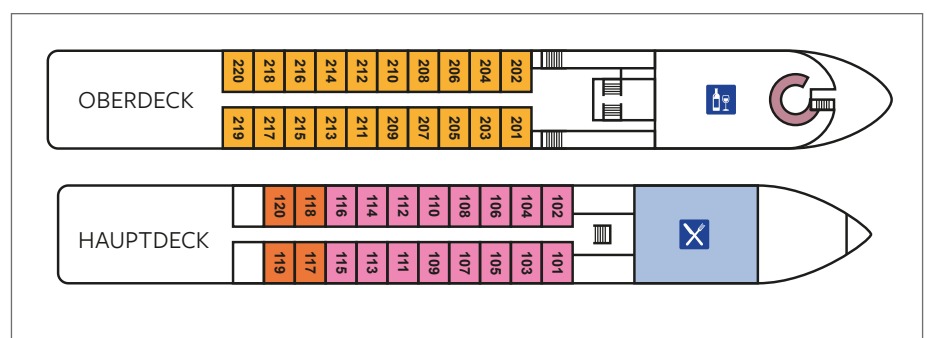 OBERDECK
220 218 216 214 212 210 208 206 204 202
219 217 215 213 211 209 207 205 203 201
HAUPTDECK
120 118 116 114 112 110 108 106 104 102
119 117 115 113 111 109 107 105 103 101